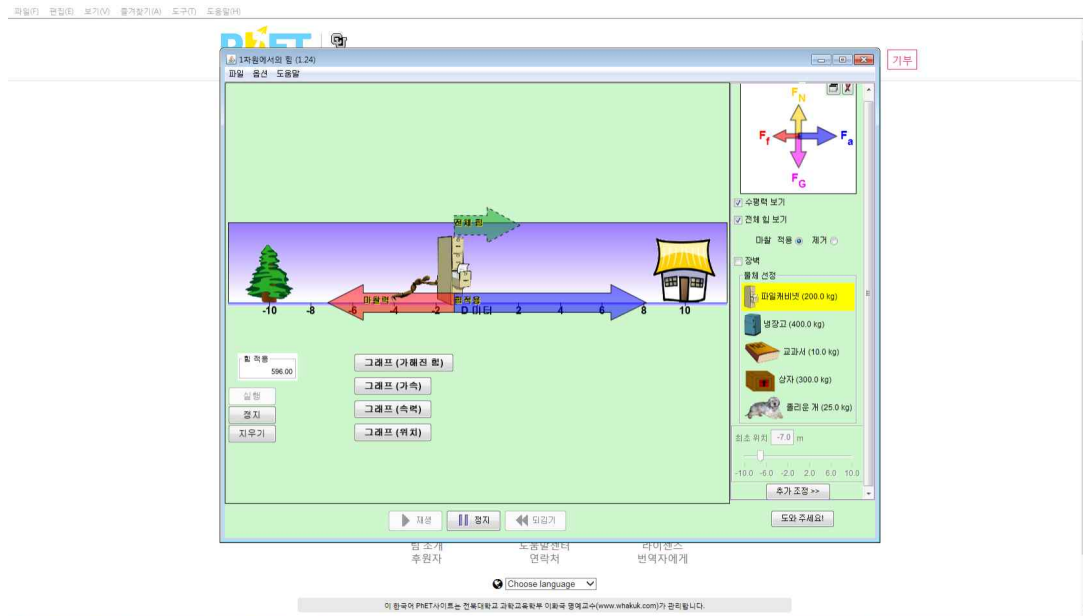 파일(F) 편집(E) 보기(V) 즐겨찾기(A) 도구(T) 도움말(H)
PhET
기부
1차원에서의 힘 (1.24)
파일 옵션 도움말
F_N
F_f F_a
F_G
수평력 보기
전체 힘 보기
마찰 적용 제거
장벽
물체 선정
파일캐비넷 (200.0 kg)
냉장고 (400.0 kg)
교과서 (10.0 kg)
상자 (300.0 kg)
졸리운 개 (25.0 kg)
최초 위치 -7.0 m
-10.0 -6.0 -2.0 2.0 6.0 10.0
추가 조정 >>
도와 주세요!
전체 힘
마찰력 힘적용
-10 -8 -6 -4 -2 0 미터 2 4 6 8 10
힘 적용
596.00
실행
정지
지우기
그래프 (가해진 힘)
그래프 (가속)
그래프 (속력)
그래프 (위치)
재생 정지 되감기
팀 소개 도움말센터 라이센스
후원자 연락처 번역자에게
Choose language
이 한국어 PhET사이트는 전북대학교 과학교육학부 이화국 명예교수(www.whakuk.com)가 관리합니다.